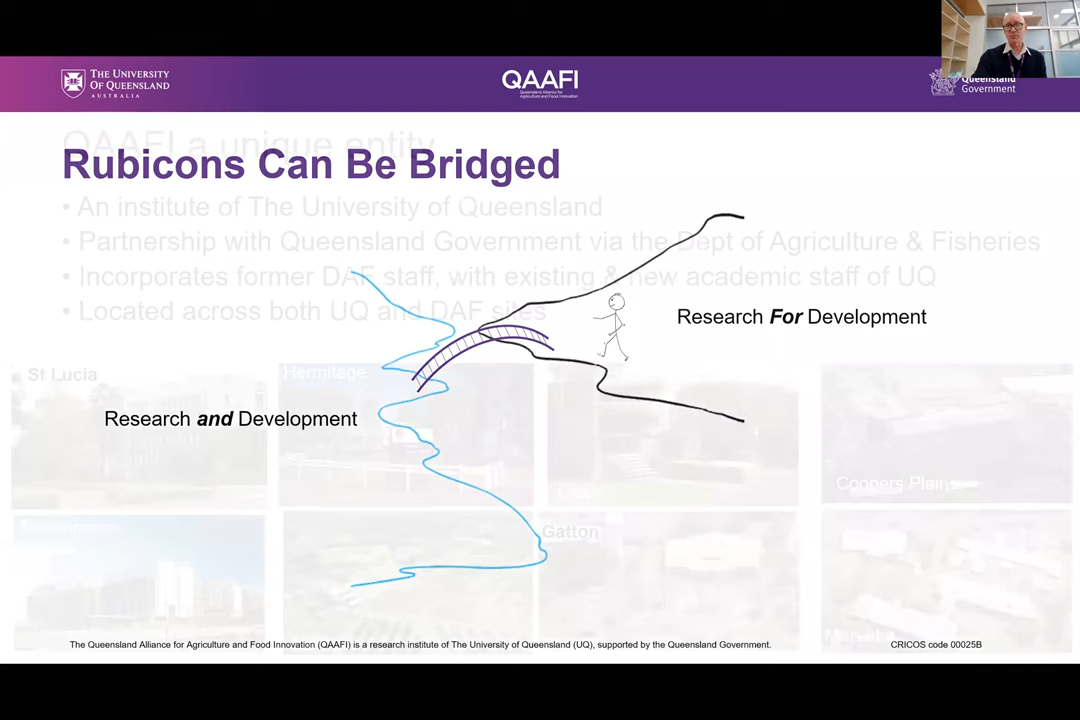 THE UNIVERSITY
OF QUEENSLAND
AUSTRALIA
QAAFI
Queensland Alliance for
Agriculture and Food Innovation
Queensland
Government
QAAFI a unique entity
Rubicons Can Be Bridged
• An institute of The University of Queensland
• Partnership with Queensland Government via the Dept of Agriculture & Fisheries
• Incorporates former DAF staff, with existing & new academic staff of UQ
• Located across both UQ and DAF sites
Research For Development
St Lucia
Hermitage
Research and Development
Coopers Plains
Gatton
Mareeba
The Queensland Alliance for Agriculture and Food Innovation (QAAFI) is a research institute of The University of Queensland (UQ), supported by the Queensland Government.
CRICOS code 00025B